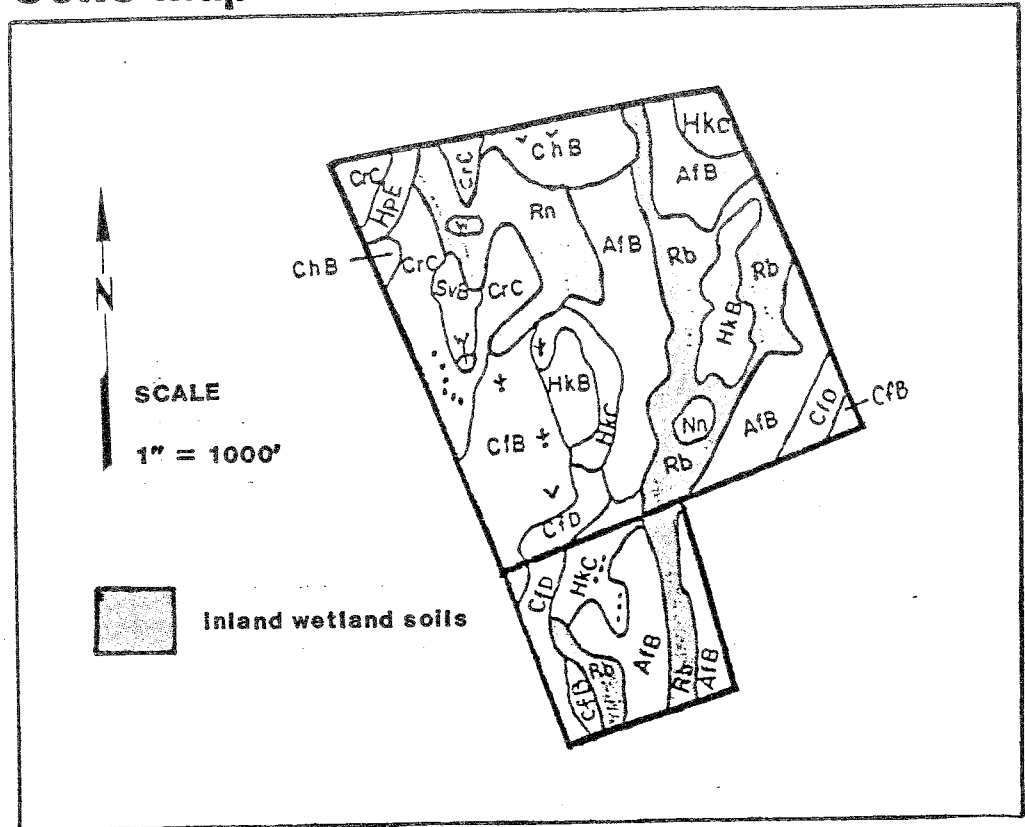 HkC
ChB
CrC
CrC
AfB
HpE
Rn
W
AfB
Rb
ChB
CrC
Rb
SvB
CrC
N
HkB
HkB
SCALE
CfD
CfB
HkC
Nn
AfB
1" = 1000'
CfB
Rb
CfD
HkC
CfD
Inland wetland soils
AfB
Rb
AfB
Rb
CfB